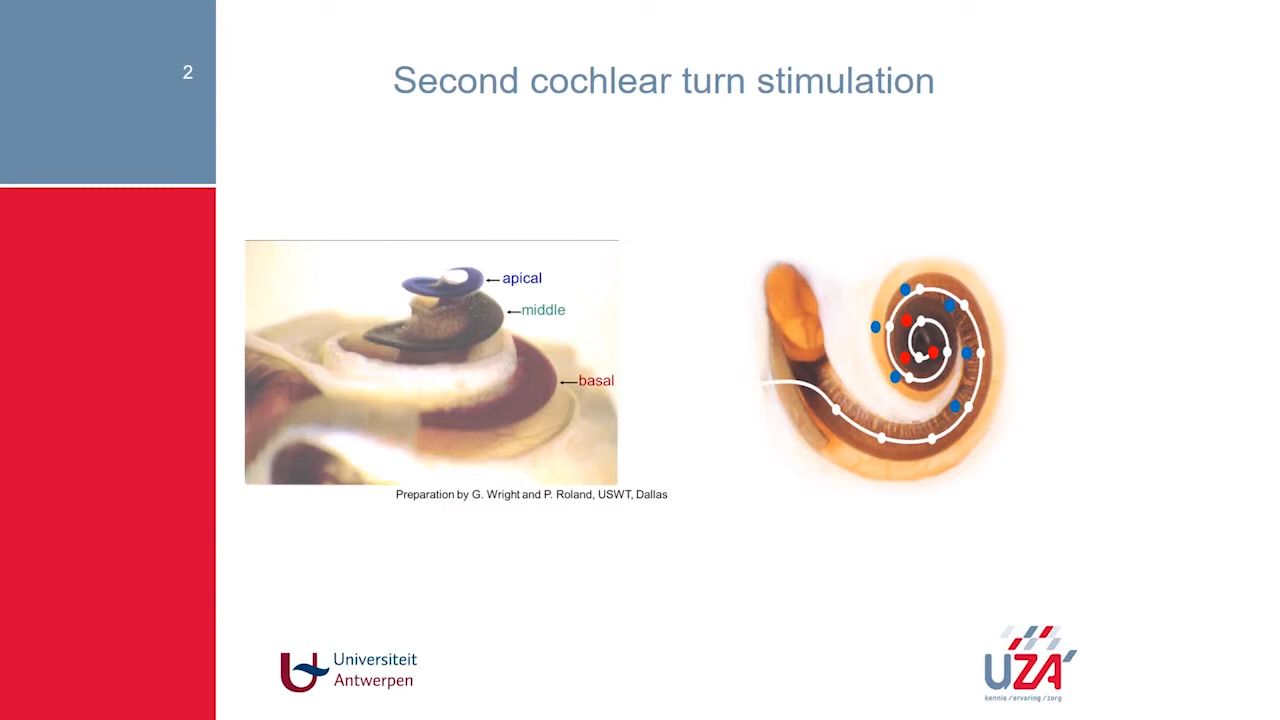 2
Second cochlear turn stimulation
apical
middle
basal
Preparation by G. Wright and P. Roland, USWT, Dallas
Universiteit
Antwerpen
UZA
kennis / ervaring / zorg